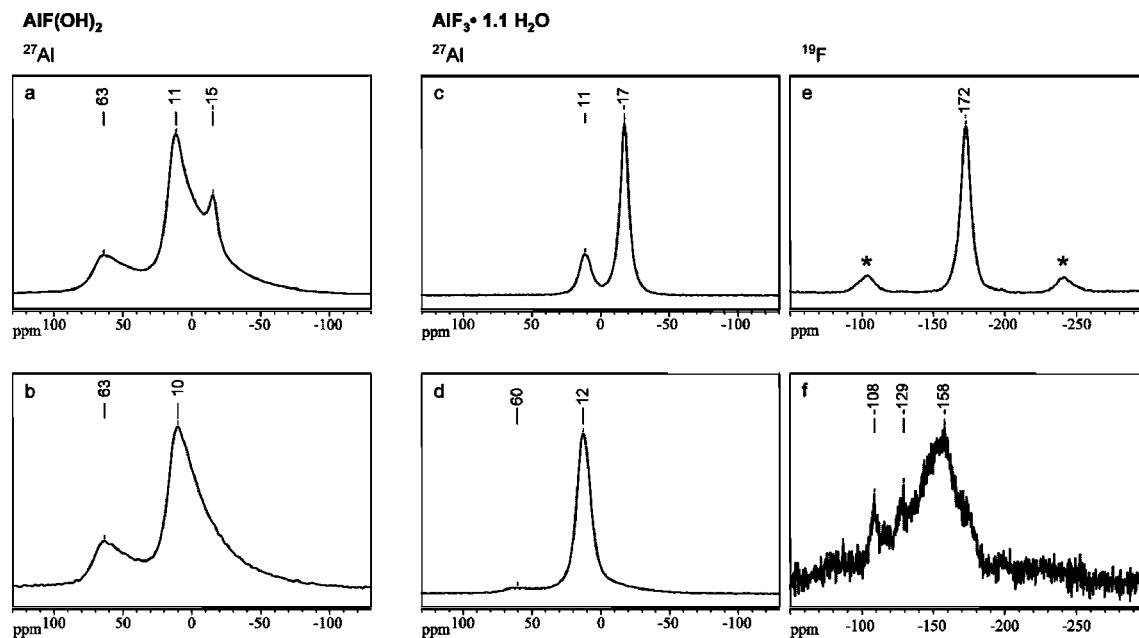 AlF(OH)₂
²⁷Al
AlF₃• 1.1 H₂O
²⁷Al
¹⁹F
a
63
11
-15
ppm 100 50 0 -50 -100
c
11
-17
ppm 100 50 0 -50 -100
e
-172
*
*
ppm -100 -150 -200 -250
b
63
10
ppm 100 50 0 -50 -100
d
60
12
ppm 100 50 0 -50 -100
f
-108
-129
-158
ppm -100 -150 -200 -250